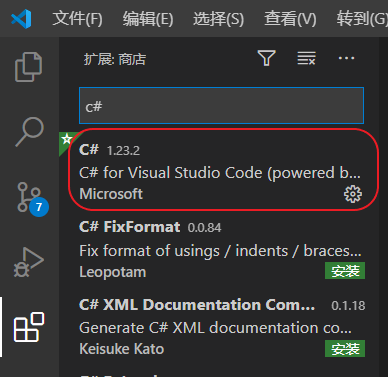 文件(F) 编辑(E) 选择(S) 查看(V) 转到(G)
扩展: 商店
c#
C# 1.23.2
C# for Visual Studio Code (powered b...
Microsoft
7
C# FixFormat 0.0.84
Fix format of usings / indents / braces...
Leopotam 安装
C# XML Documentation Com... 0.1.18
Generate C# XML documentation co...
Keisuke Kato 安装